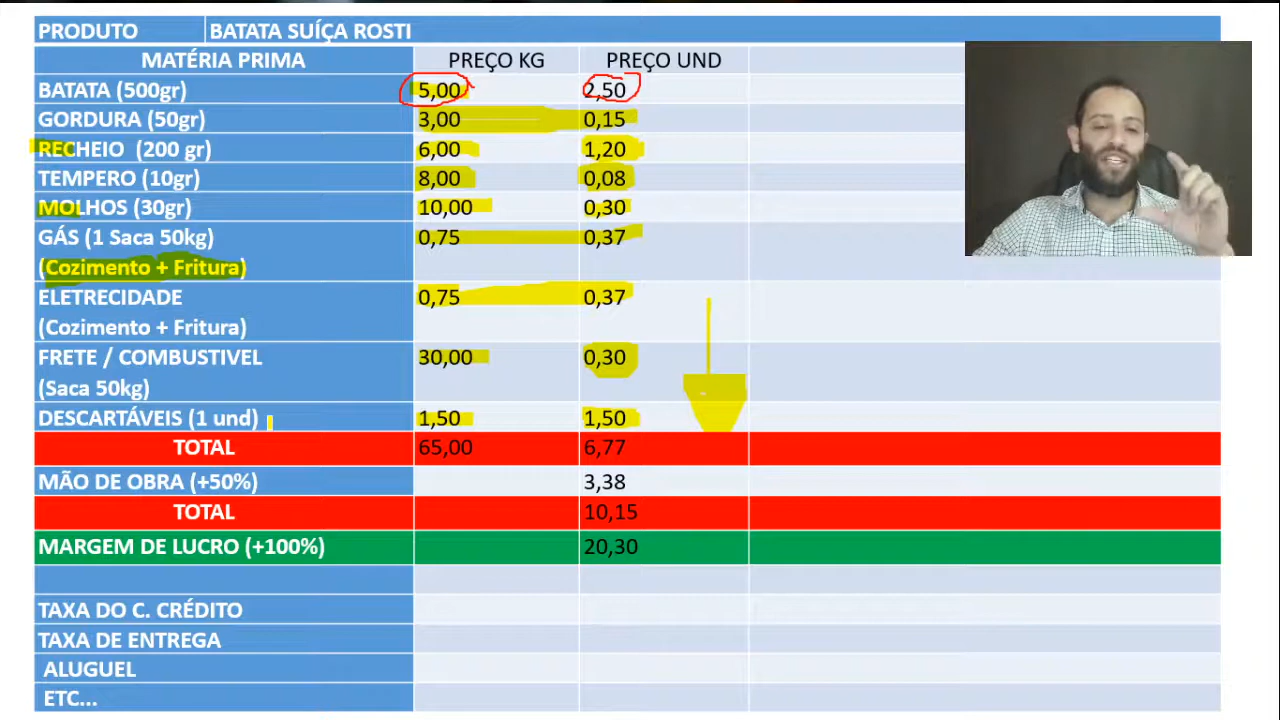 PRODUTO BATATA SUÍÇA ROSTI
MATÉRIA PRIMA PREÇO KG PREÇO UND
BATATA (500gr) 5,00 2,50
GORDURA (50gr) 3,00 0,15
RECHEIO (200 gr) 6,00 1,20
TEMPERO (10gr) 8,00 0,08
MOLHOS (30gr) 10,00 0,30
GÁS (1 Saca 50kg) 0,75 0,37
(Cozimento + Fritura)
ELETRECIDADE 0,75 0,37
(Cozimento + Fritura)
FRETE / COMBUSTIVEL 30,00 0,30
(Saca 50kg)
DESCARTÁVEIS (1 und) 1,50 1,50
TOTAL 65,00 6,77
MÃO DE OBRA (+50%) 3,38
TOTAL 10,15
MARGEM DE LUCRO (+100%) 20,30
TAXA DO C. CRÉDITO
TAXA DE ENTREGA
ALUGUEL
ETC...